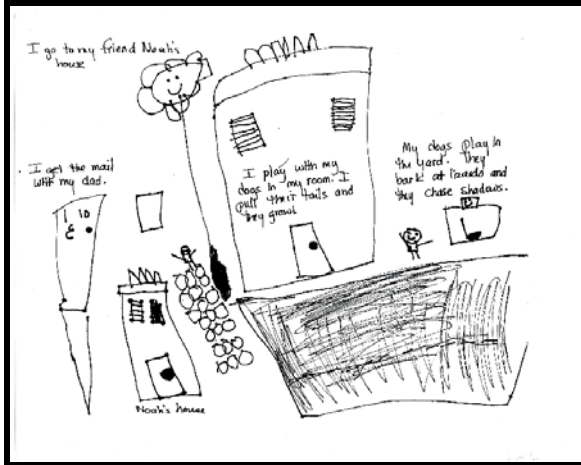 I go to my friend Noah's
house
I get the mail
with my dad.
I play with my
dogs in my room. I
pull their tails and
they growl
My dogs play in
the yard. They
bark at lizards and
they chase shadows.
Noah's house